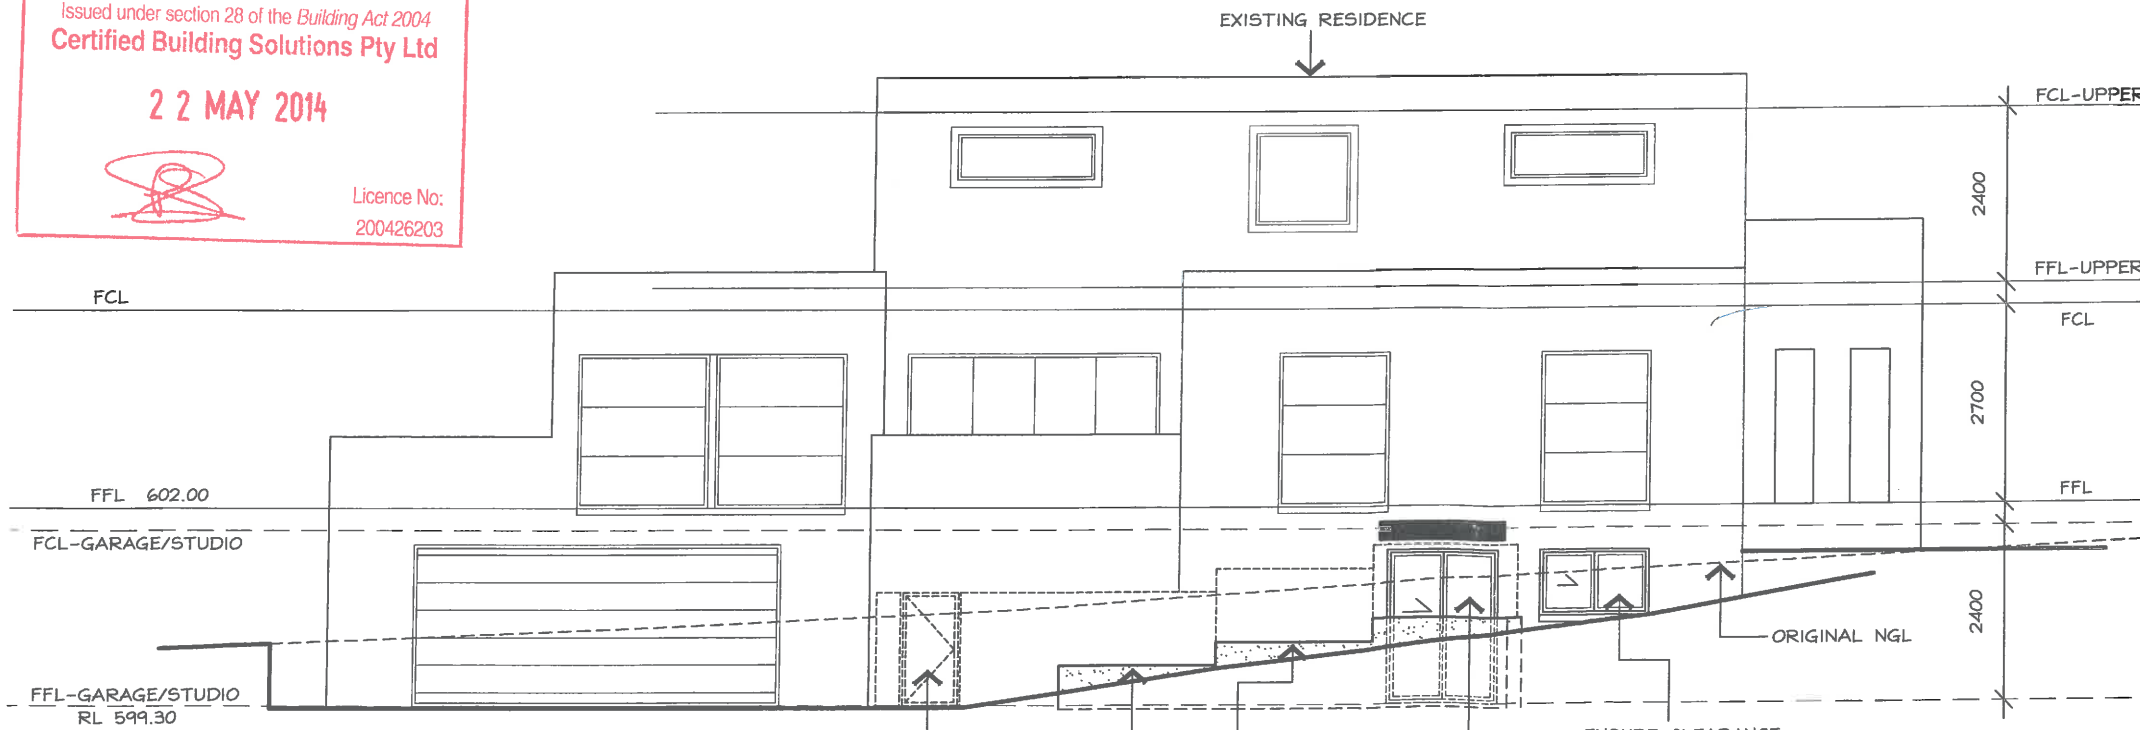 Issued under section 28 of the Building Act 2004
Certified Building Solutions Pty Ltd
22 MAY 2014
Licence No:
200426203
EXISTING RESIDENCE
FCL-UPPER
2400
FFL-UPPER
FCL
FCL
2700
FFL 602.00
FFL
FCL-GARAGE/STUDIO
2400
ORIGINAL NGL
FFL-GARAGE/STUDIO
RL 599.30